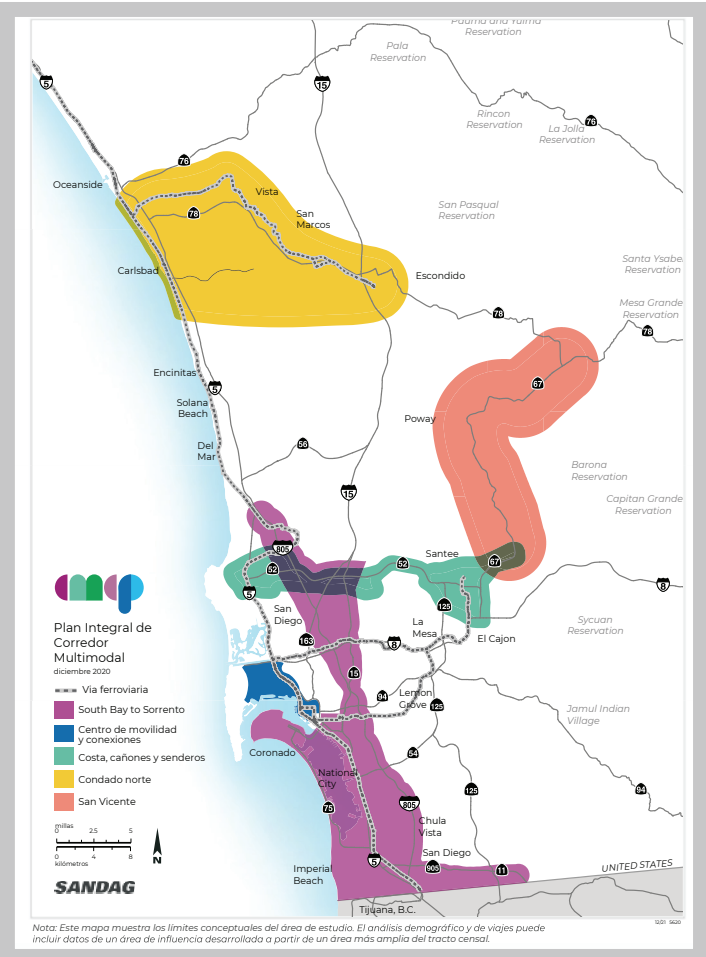 Pauma and Yuima
Reservation
Pala
Reservation
5
15
Rincon
Reservation
76
La Jolla
Reservation
76
Oceanside
Vista
78
San
Marcos
San Pasqual
Reservation
Santa Ysabe
Reservation
Carlsbad
Escondido
Mesa Grande
Reservation
78
78
Encinitas
5
67
Solana
Beach
Poway
Del
Mar
56
Barona
Reservation
15
Capitan Grande
Reservation
805
Santee
52
52
67
5
8
125
San
Diego
La
Mesa
163
8
El Cajon
Sycuan
Reservation
15
94
Lemon
Grove
125
Jamul Indian
Village
Coronado
54
National
City
125
94
75
805
Chula
Vista
San Diego
5
905
11
Imperial
Beach
UNITED STATES
Tijuana, B.C.
Plan Integral de
Corredor
Multimodal
diciembre 2020
Via ferroviaria
South Bay to Sorrento
Centro de movilidad
y conexiones
Costa, cañones y senderos
Condado norte
San Vicente
millas
0 2.5 5
0 4 8
kilómetros
N
SANDAG
12/21 5620
Nota: Este mapa muestra los límites conceptuales del área de estudio. El análisis demográfico y de viajes puede
incluir datos de un área de influencia desarrollada a partir de un área más amplia del tracto censal.